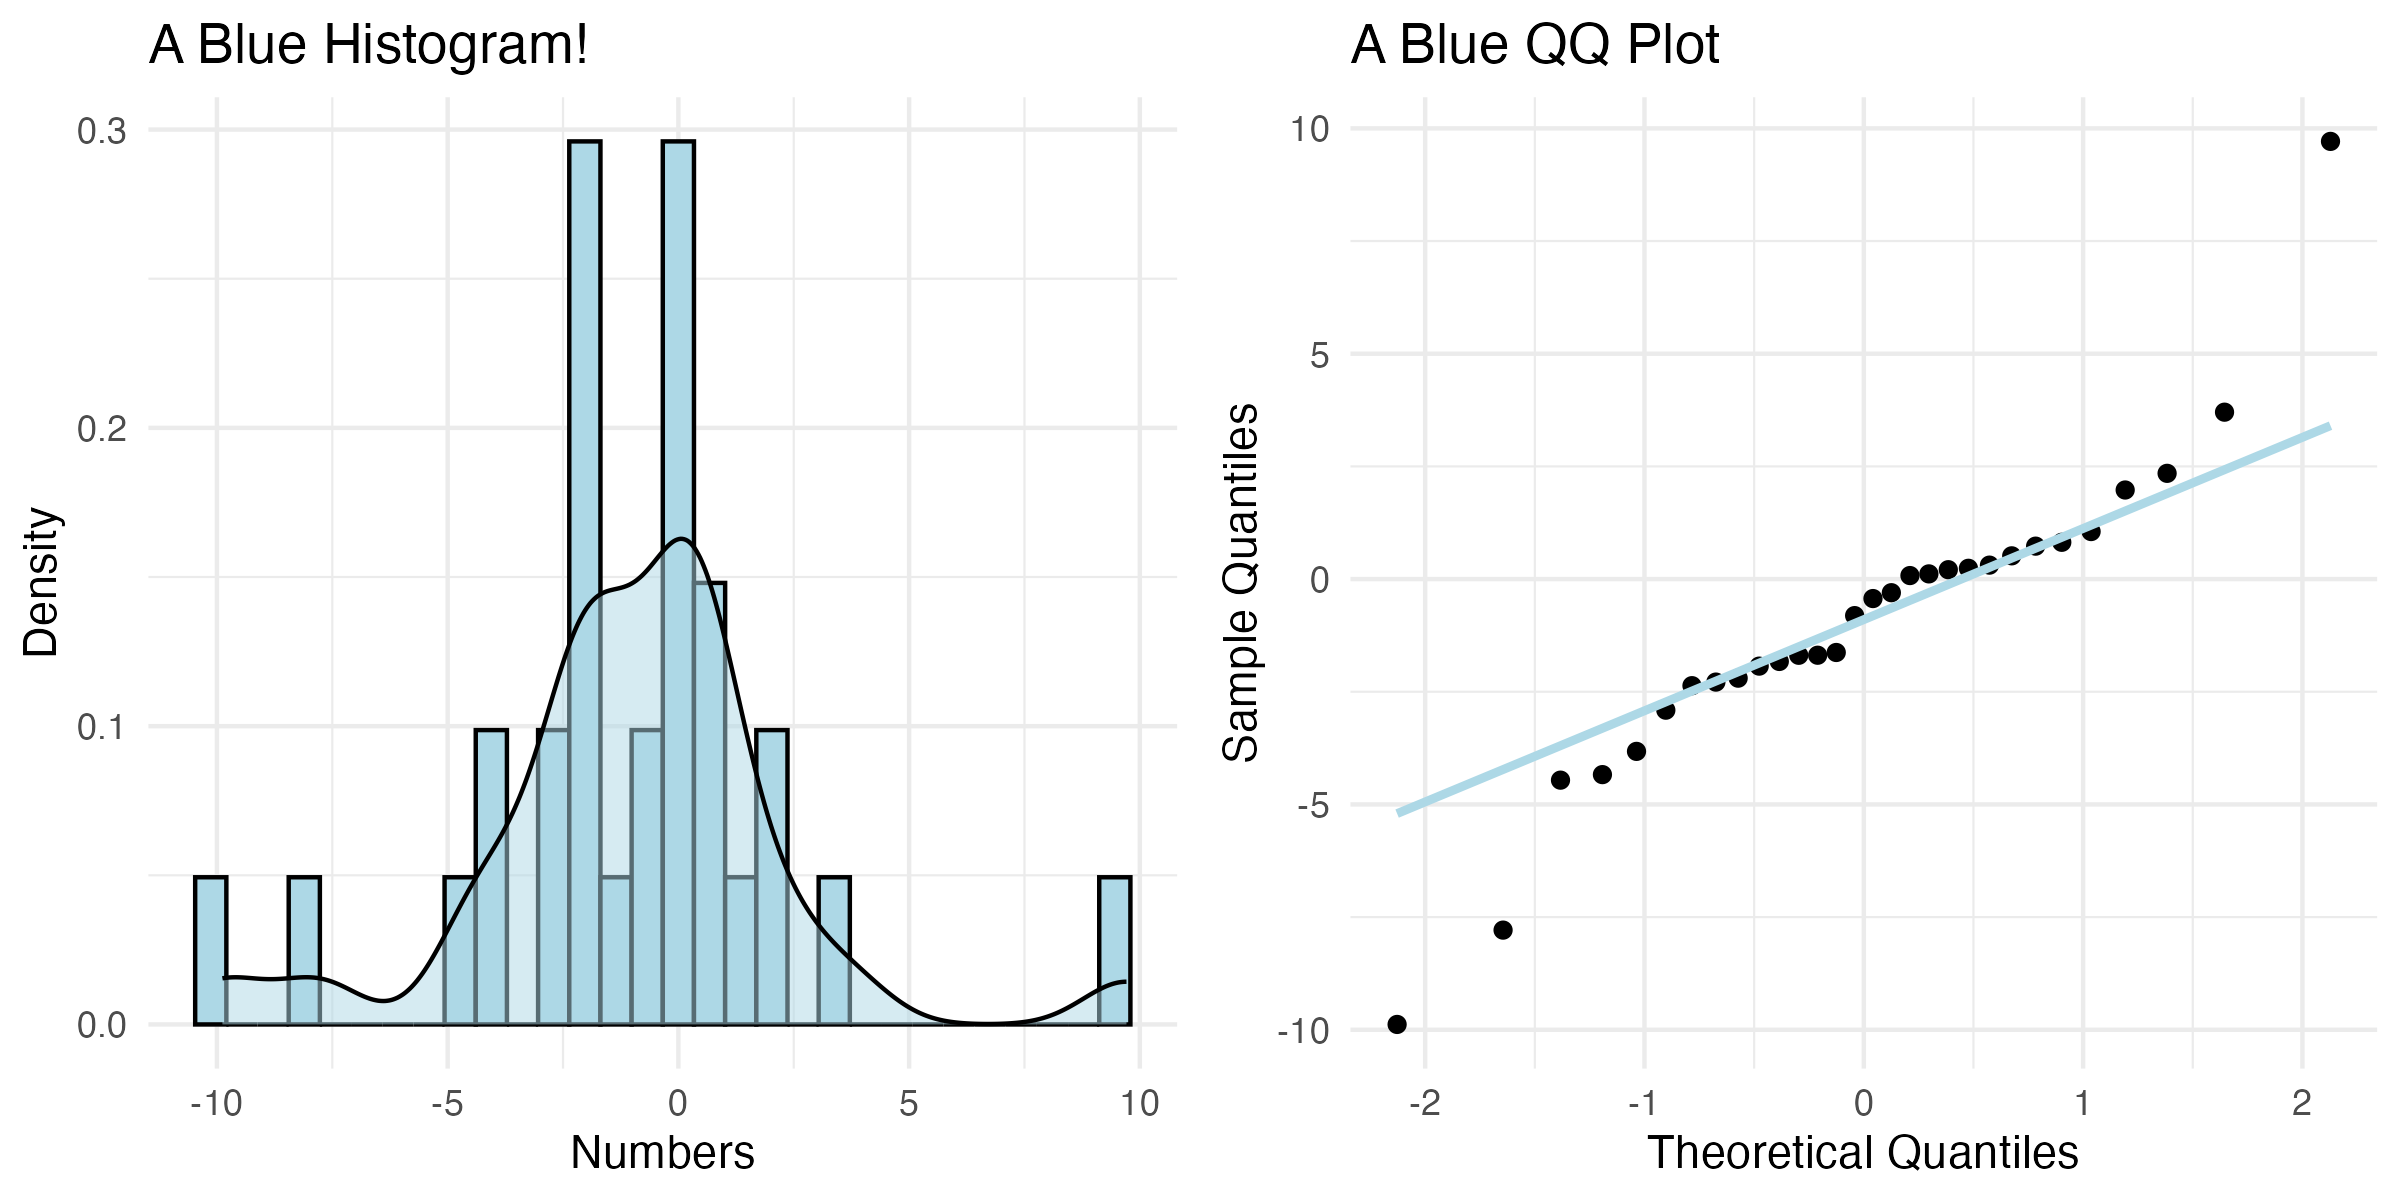 A Blue Histogram!
0.3
0.2
0.1
0.0
Density
-10 -5 0 5 10
Numbers
A Blue QQ Plot
10
5
0
-5
-10
Sample Quantiles
-2 -1 0 1 2
Theoretical Quantiles